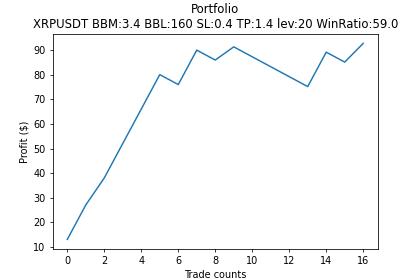 Portfolio
XRPUSDT BBM:3.4 BBL:160 SL:0.4 TP:1.4 lev:20 WinRatio:59.0
90
80
70
60
50
40
30
20
10
Profit ($)
0 2 4 6 8 10 12 14 16
Trade counts